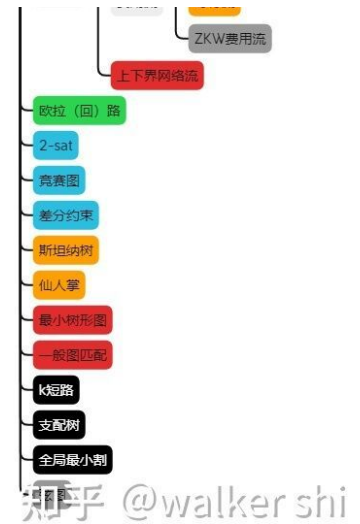 ZKW费用流
上下界网络流
欧拉（回）路
2-sat
竟赛图
差分约束
斯坦纳树
仙人掌
最小树形图
一般图匹配
k短路
支配树
全局最小割
知乎 @walker shi